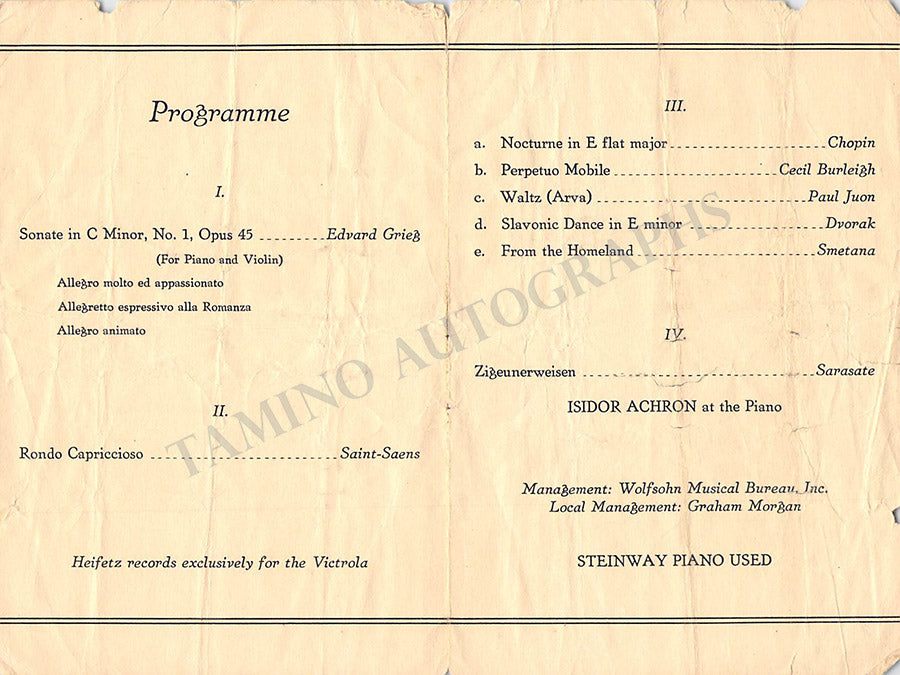 Programme
I.
Sonate in C Minor, No. 1, Opus 45 Edvard Grieg
(For Piano and Violin)
Allegro molto ed appassionato
Allegretto espressivo alla Romanza
Allegro animato
II.
Rondo Capriccioso Saint-Saens
Heifetz records exclusively for the Victrola
III.
a. Nocturne in E flat major Chopin
b. Perpetuo Mobile Cecil Burleigh
c. Waltz (Arva) Paul Juon
d. Slavonic Dance in E minor Dvorak
e. From the Homeland Smetana
IV.
Zigeunerweisen Sarasate
ISIDOR ACHRON at the Piano
Management: Wolfsohn Musical Bureau, Inc.
Local Management: Graham Morgan
STEINWAY PIANO USED
TAMINO AUTOGRAPHS